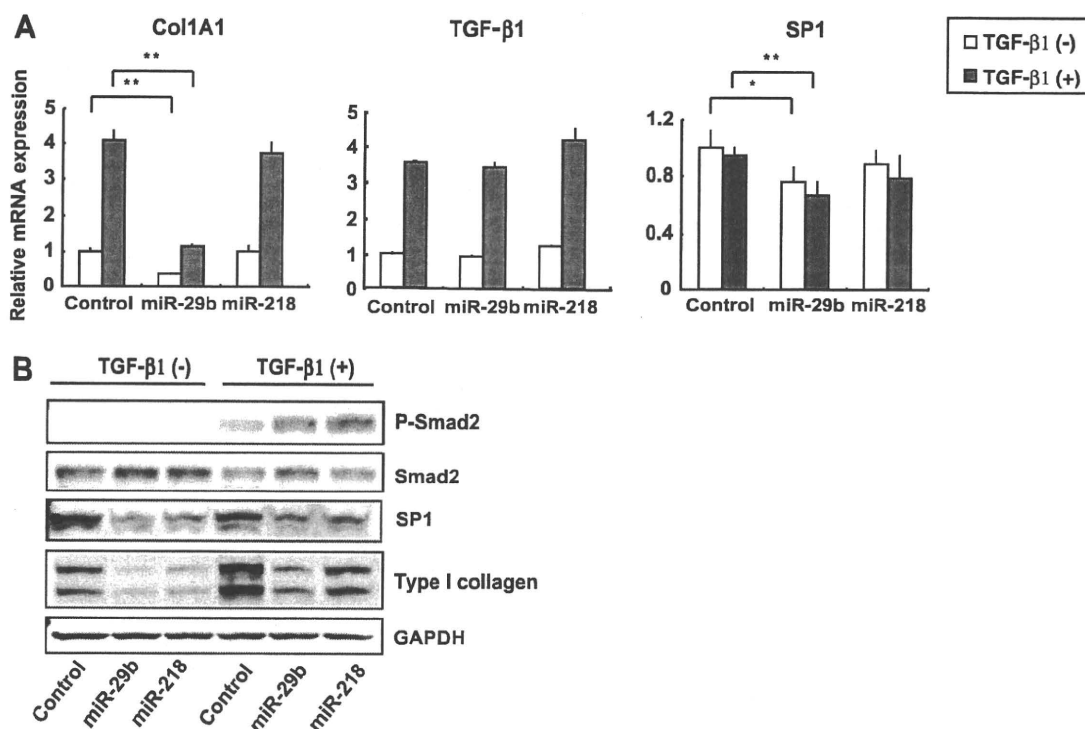 A
Col1A1
TGF-β1
SP1
TGF-β1 (-)
TGF-β1 (+)
Relative mRNA expression
**
**
5
4
3
2
1
0
Control miR-29b miR-218
5
4
3
2
1
0
Control miR-29b miR-218
**
*
1.2
0.8
0.4
0
Control miR-29b miR-218
B
TGF-β1 (-) TGF-β1 (+)
P-Smad2
Smad2
SP1
Type I collagen
GAPDH
Control miR-29b miR-218 Control miR-29b miR-218